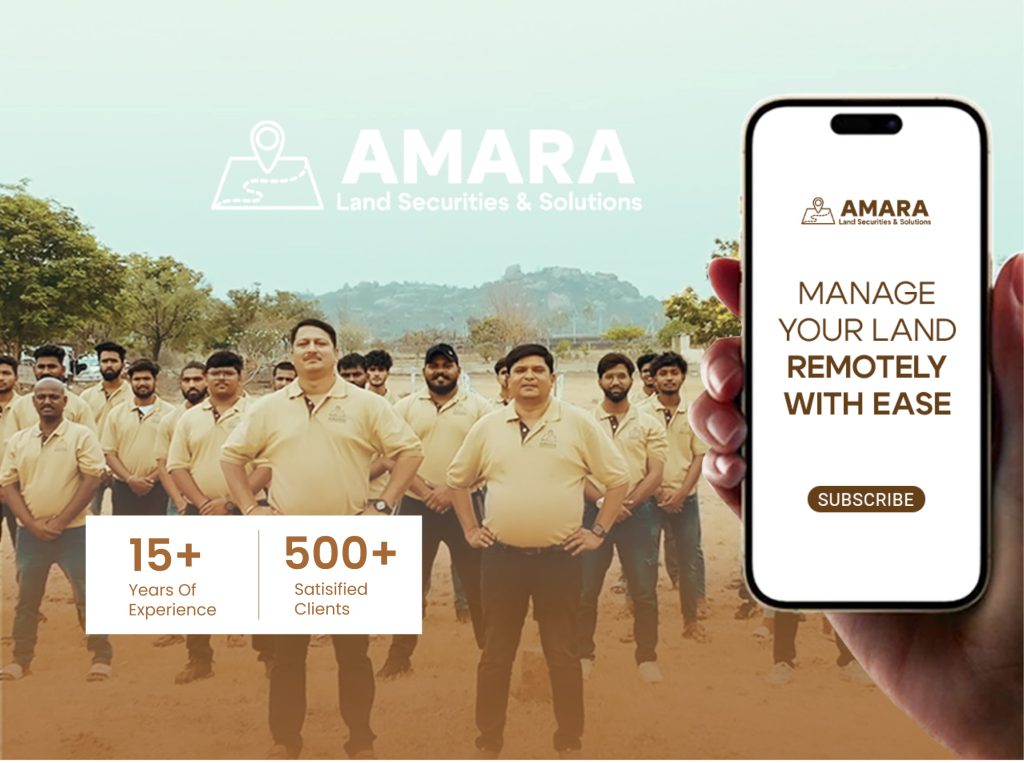 AMARA
Land Securities & Solutions
AMARA
Land Securities & Solutions
MANAGE
YOUR LAND
REMOTELY
WITH EASE
SUBSCRIBE
15+
Years Of
Experience
500+
Satisified
Clients
AMARA